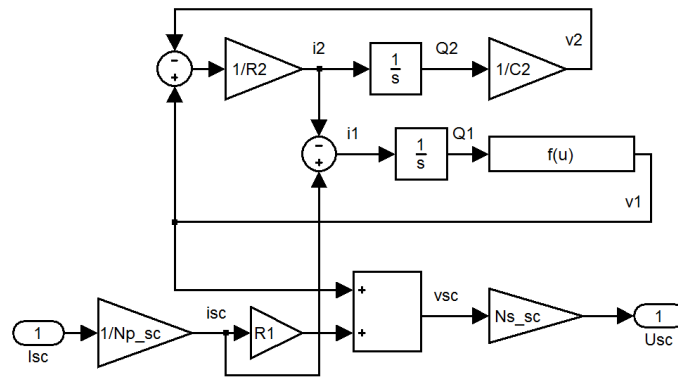 i2
Q2
v2
-
+
1/R2
1
s
1/C2
i1
Q1
-
+
1
s
f(u)
v1
isc
vsc
1
Isc
1/Np_sc
R1
+
+
Ns_sc
1
Usc